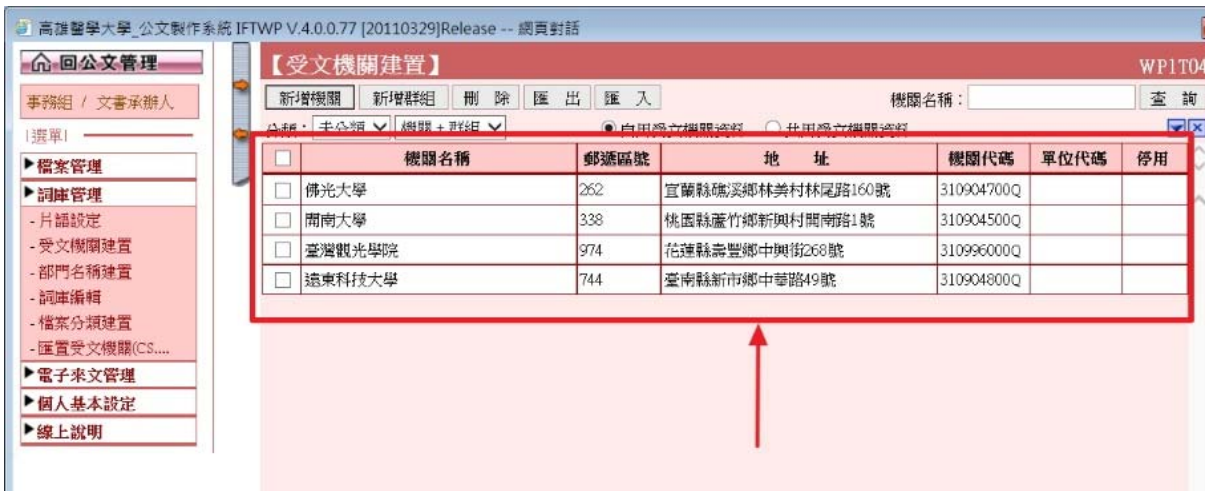 高雄醫學大學_公文製作系統 IFTWP V.4.0.0.77 [20110329]Release -- 網頁對話
回公文管理
事務組 / 文書承辦人
|選單|
▶檔案管理
▶詞庫管理
- 片語設定
- 受文機關建置
- 部門名稱建置
- 詞庫編輯
- 檔案分類建置
- 匯置受文機關(CS....
▶電子來文管理
▶個人基本設定
▶線上說明
【受文機關建置】 WP1T04
新增機關 新增群組 刪 除 匯 出 匯 入 機關名稱： 查 詢
分類： 未分類 機關+群組 自用受文機關資料 共用受文機關資料
機關名稱 郵遞區號 地 址 機關代碼 單位代碼 停用
佛光大學 262 宜蘭縣礁溪鄉林美村林尾路160號 310904700Q
開南大學 338 桃園縣蘆竹鄉新興村開南路1號 310904500Q
臺灣觀光學院 974 花蓮縣壽豐鄉中興街268號 310996000Q
遠東科技大學 744 臺南縣新市鄉中華路49號 310904800Q